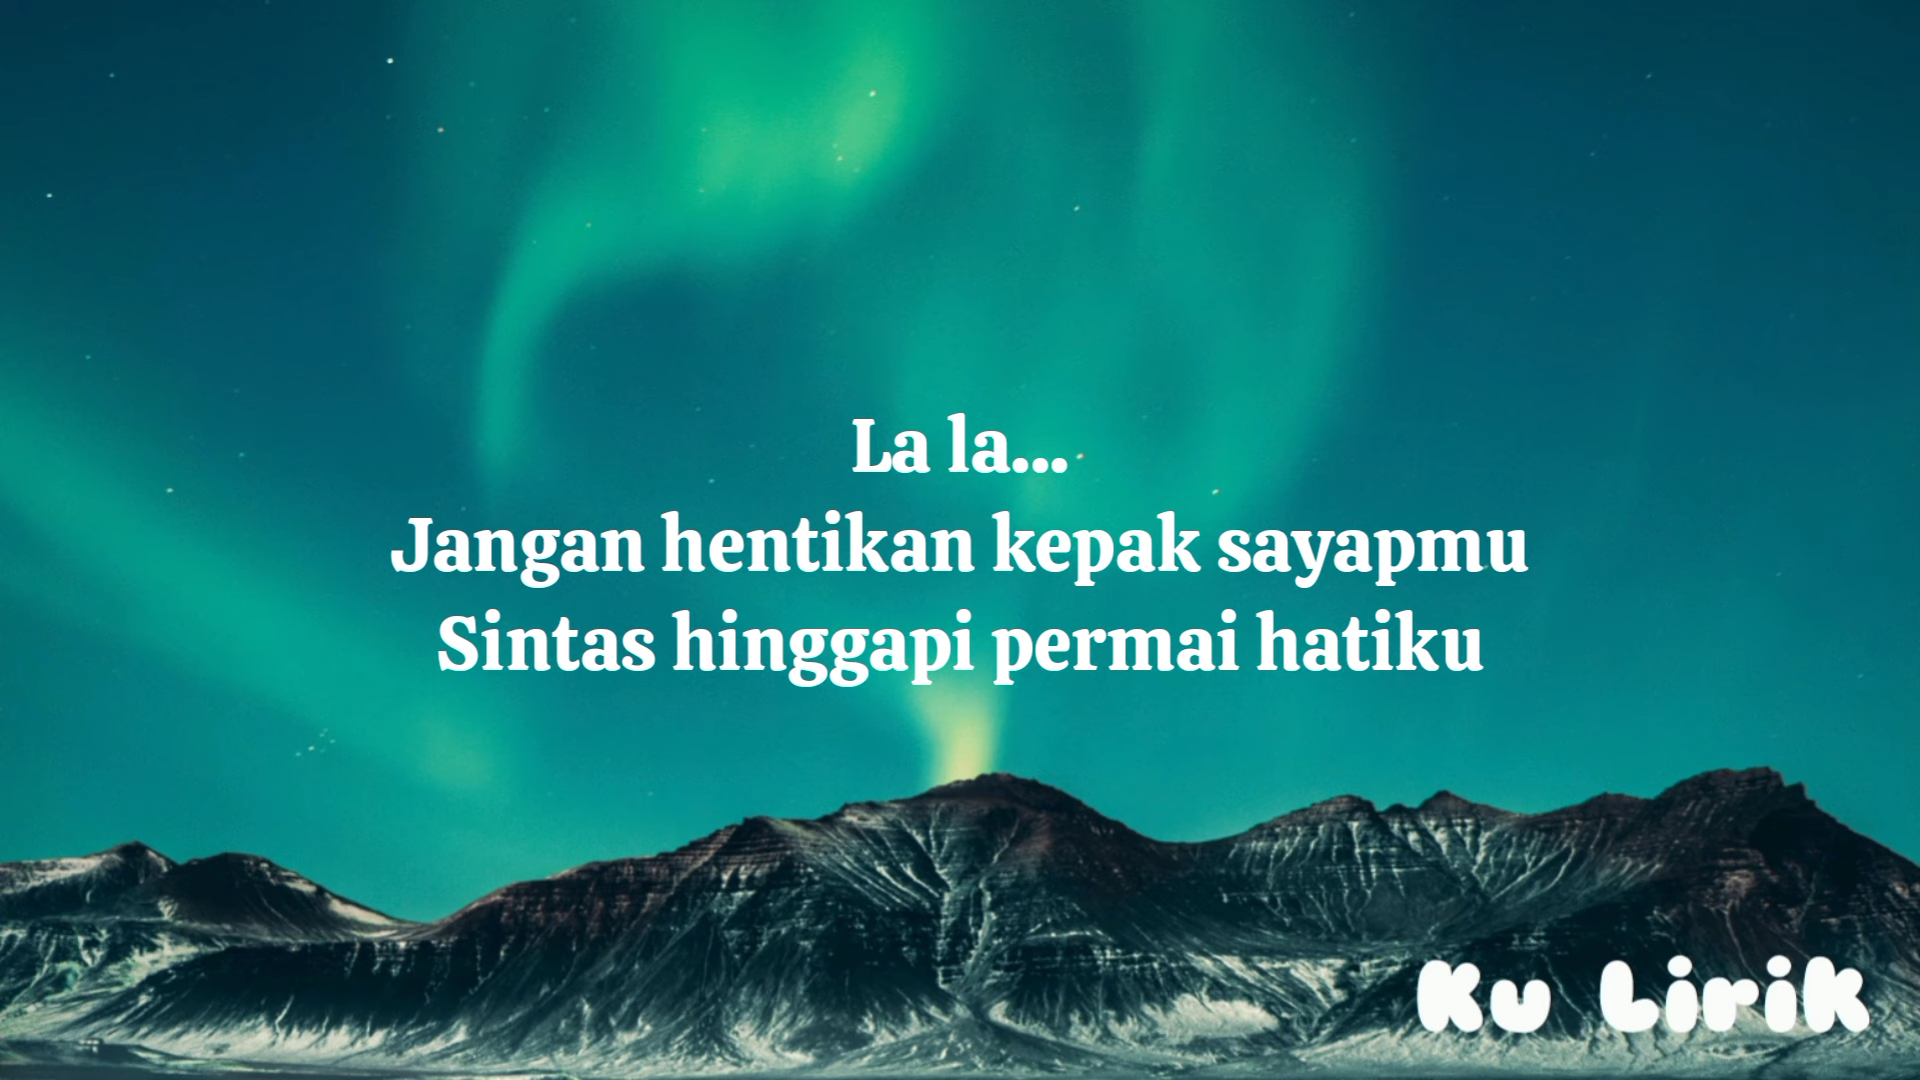 La la...
Jangan hentikan kepak sayapmu
Sintas hinggapi permai hatiku
Ku Lirik